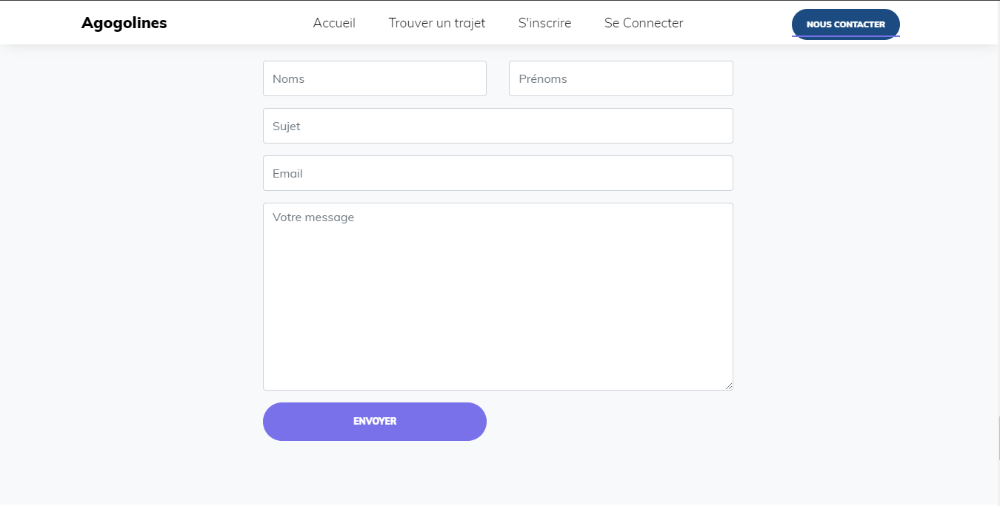 Agogolines Accueil Trouver un trajet S'inscrire Se Connecter NOUS CONTACTER
Noms Prénoms
Sujet
Email
Votre message
ENVOYER